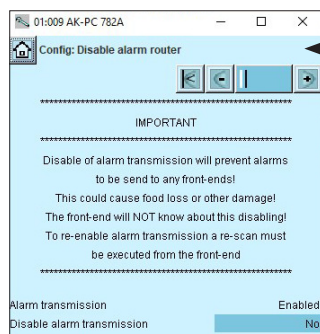 01:009 AK-PC 782A
Config: Disable alarm router
************************************************************
IMPORTANT
************************************************************
Disable of alarm transmission will prevent alarms
to be send to any front-ends!
This could cause food loss or other damage!
The front-end will NOT know about this disabling!
To re-enable alarm transmission a re-scan must
be executed from the front-end
************************************************************
Alarm transmission Enabled
Disable alarm transmission No